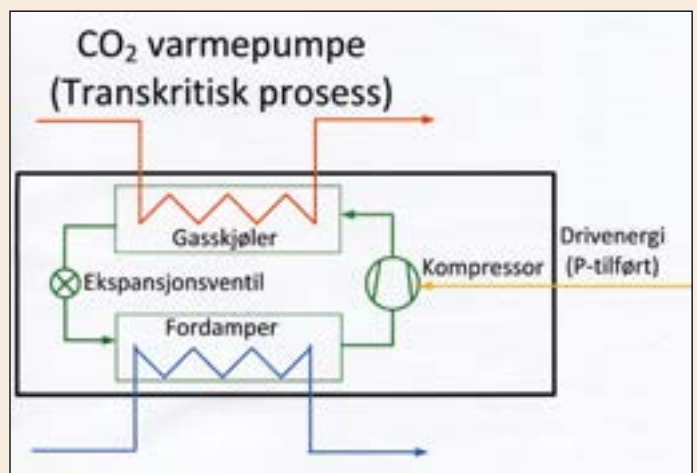 CO₂ varmepumpe
(Transkritisk prosess)
Gasskjøler
Drivenergi
(P-tilført)
Kompressor
Ekspansjonsventil
Fordamper